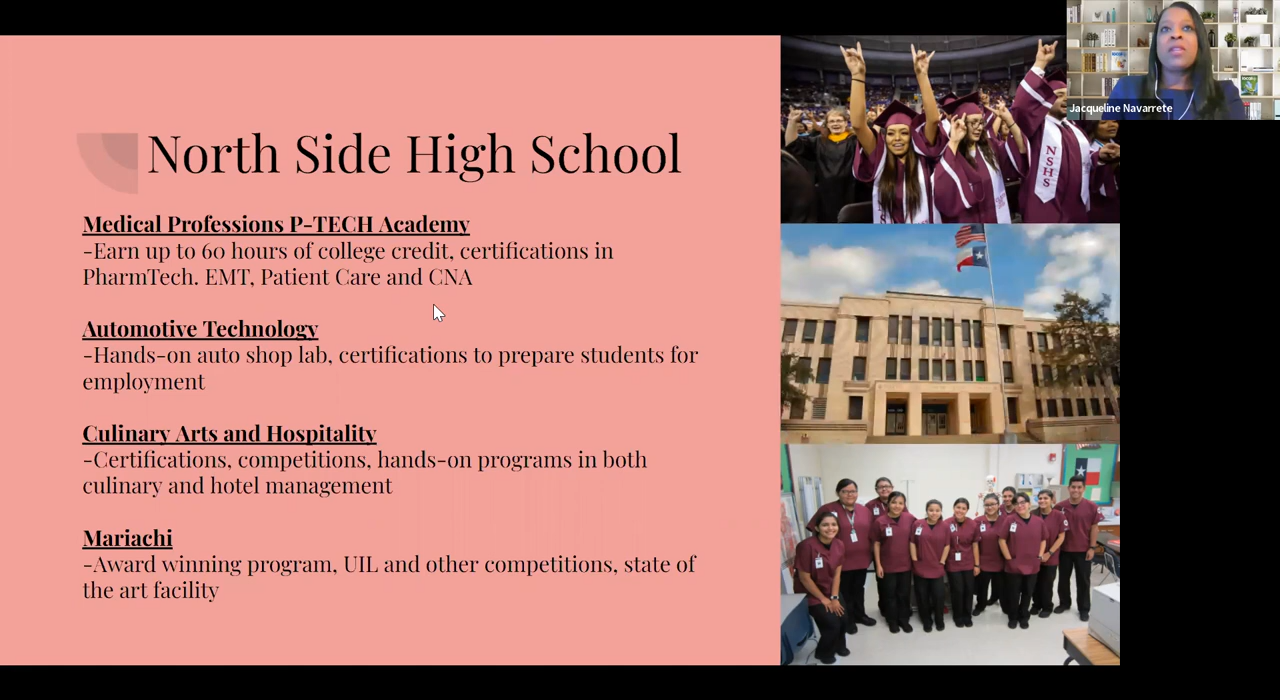 Jacqueline Navarrete
North Side High School
Medical Professions P-TECH Academy
-Earn up to 60 hours of college credit, certifications in
PharmTech. EMT, Patient Care and CNA
Automotive Technology
-Hands-on auto shop lab, certifications to prepare students for
employment
Culinary Arts and Hospitality
-Certifications, competitions, hands-on programs in both
culinary and hotel management
Mariachi
-Award winning program, UIL and other competitions, state of
the art facility
NSHS